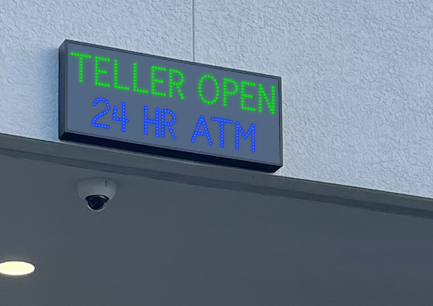 TELLER OPEN
24 HR ATM